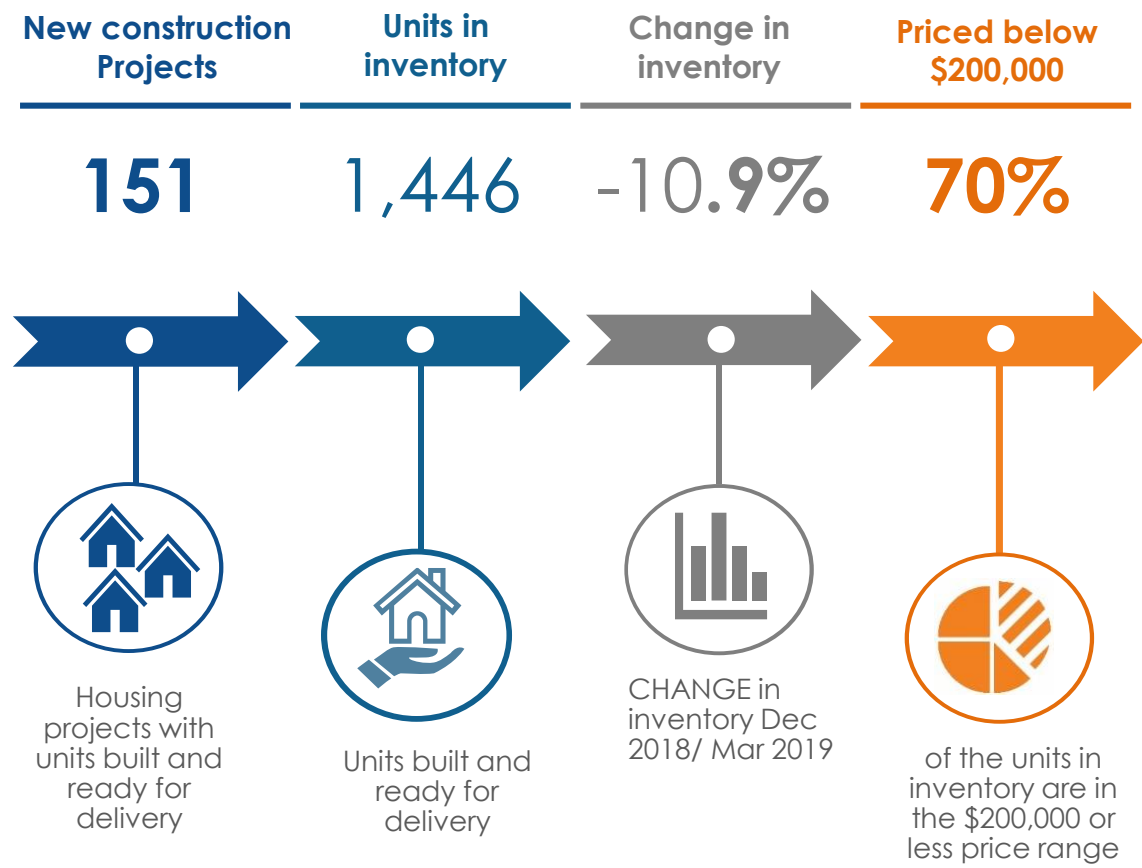 New construction
Projects
151
Housing
projects with
units built and
ready for
delivery
Units in
inventory
1,446
Units built and
ready for
delivery
Change in
inventory
-10.9%
CHANGE in
inventory Dec
2018/ Mar 2019
Priced below
$200,000
70%
of the units in
inventory are in
the $200,000 or
less price range